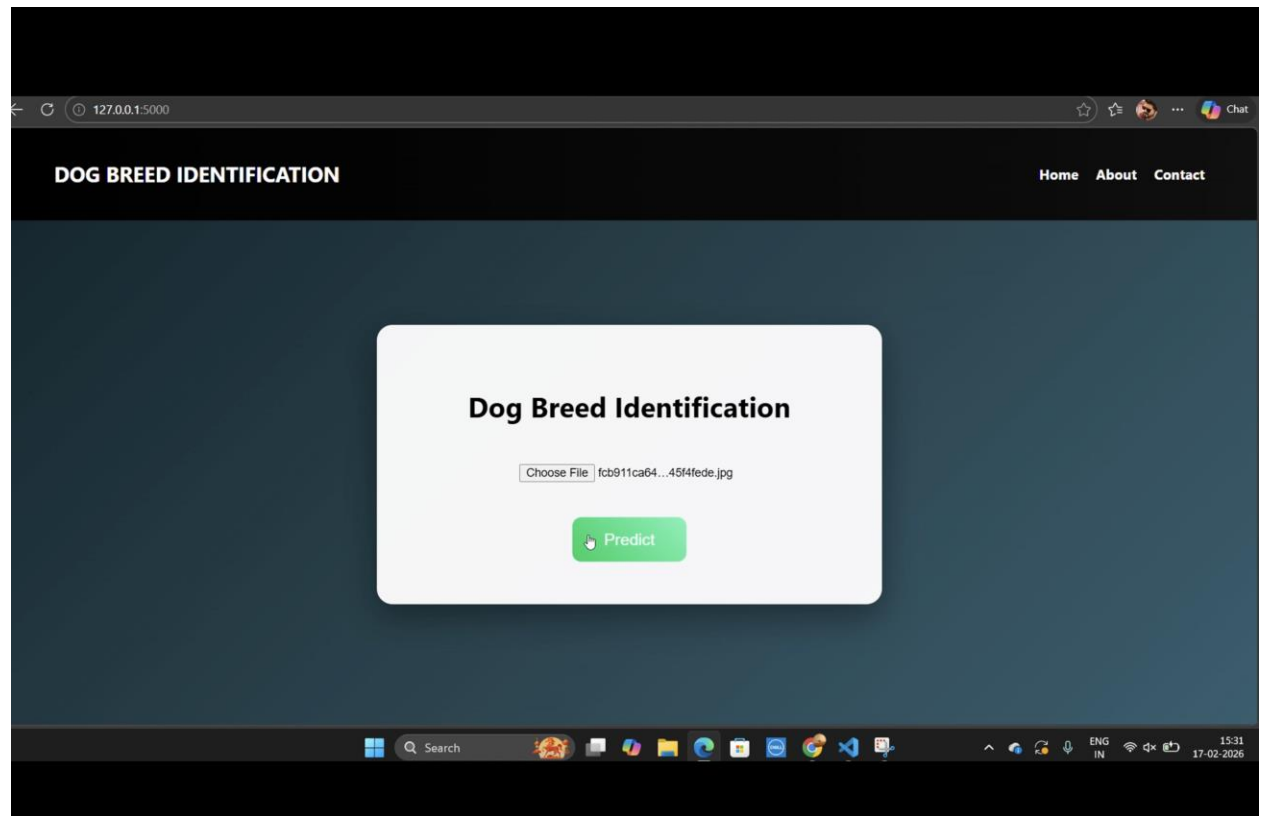 127.0.0.1:5000
Chat
DOG BREED IDENTIFICATION
Home About Contact
Dog Breed Identification
Choose File fcb911ca64...45f4fede.jpg
Predict
Search
ENG
IN
15:31
17-02-2026